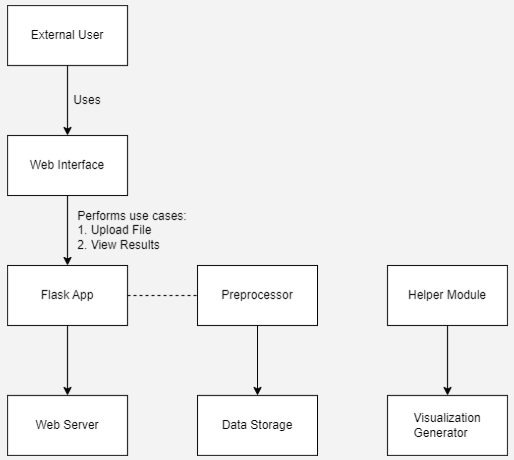 External User
Uses
Web Interface
Performs use cases:
1. Upload File
2. View Results
Flask App
Preprocessor
Helper Module
Web Server
Data Storage
Visualization
Generator